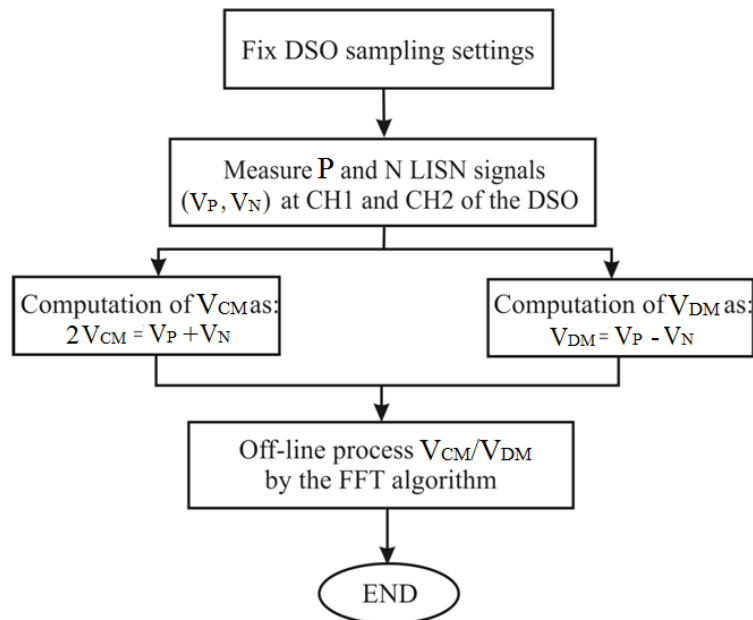 Fix DSO sampling settings
Measure P and N LISN signals
(VP, VN) at CH1 and CH2 of the DSO
Computation of VCM as:
2VCM = VP + VN
Computation of VDM as:
VDM = VP - VN
Off-line process VCM/VDM
by the FFT algorithm
END